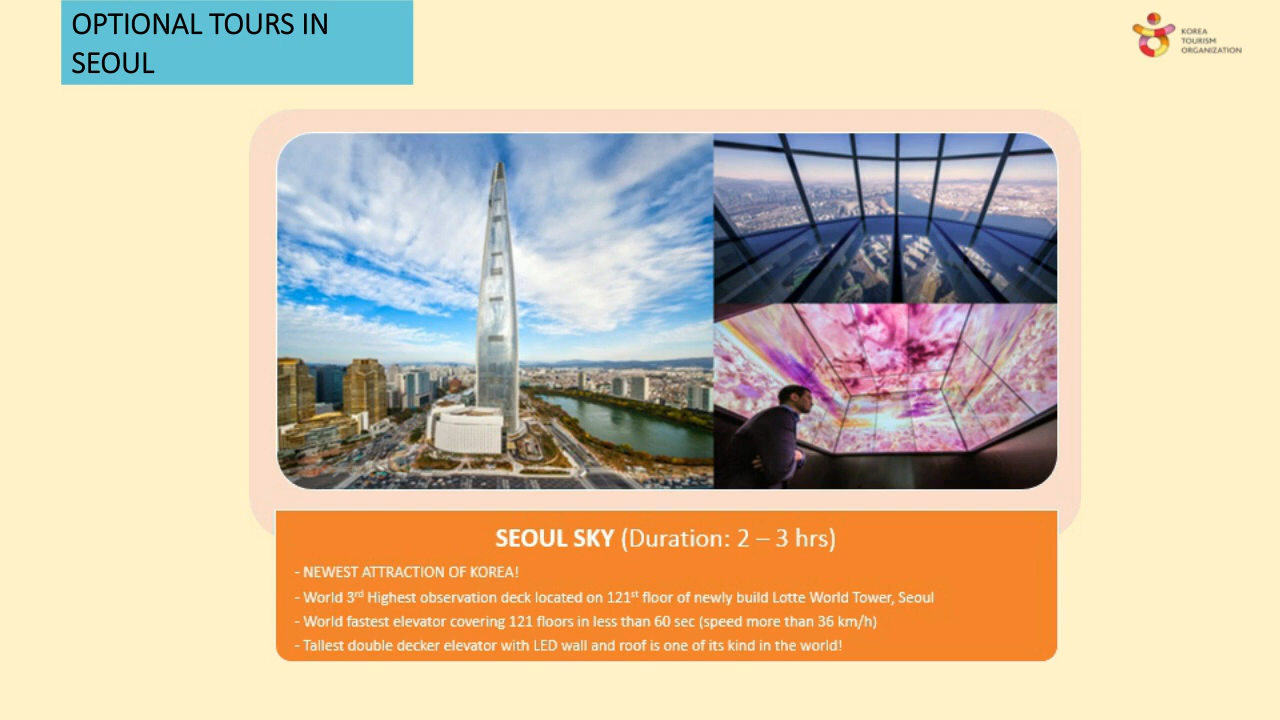 OPTIONAL TOURS IN
SEOUL
KOREA
TOURISM
ORGANIZATION
SEOUL SKY (Duration: 2 – 3 hrs)
- NEWEST ATTRACTION OF KOREA!
- World 3rd Highest observation deck located on 121st floor of newly build Lotte World Tower, Seoul
- World fastest elevator covering 121 floors in less than 60 sec (speed more than 36 km/h)
- Tallest double decker elevator with LED wall and roof is one of its kind in the world!